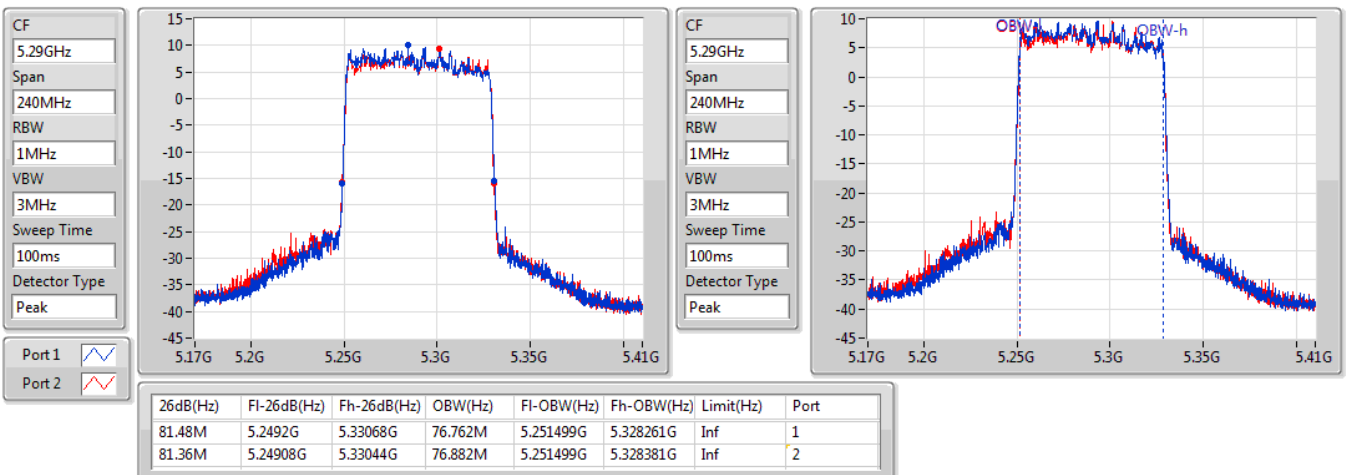 CF
5.29GHz
Span
240MHz
RBW
1MHz
VBW
3MHz
Sweep Time
100ms
Detector Type
Peak
Port 1
Port 2
15
10
5
0
-5
-10
-15
-20
-25
-30
-35
-40
-45
5.17G 5.2G 5.25G 5.3G 5.35G 5.41G
CF
5.29GHz
Span
240MHz
RBW
1MHz
VBW
3MHz
Sweep Time
100ms
Detector Type
Peak
10
5
0
-5
-10
-15
-20
-25
-30
-35
-40
-45
OBW-h
5.17G 5.2G 5.25G 5.3G 5.35G 5.41G
26dB(Hz) Fl-26dB(Hz) Fh-26dB(Hz) OBW(Hz) Fl-OBW(Hz) Fh-OBW(Hz) Limit(Hz) Port
81.48M 5.2492G 5.33068G 76.762M 5.251499G 5.328261G Inf 1
81.36M 5.24908G 5.33044G 76.882M 5.251499G 5.328381G Inf 2